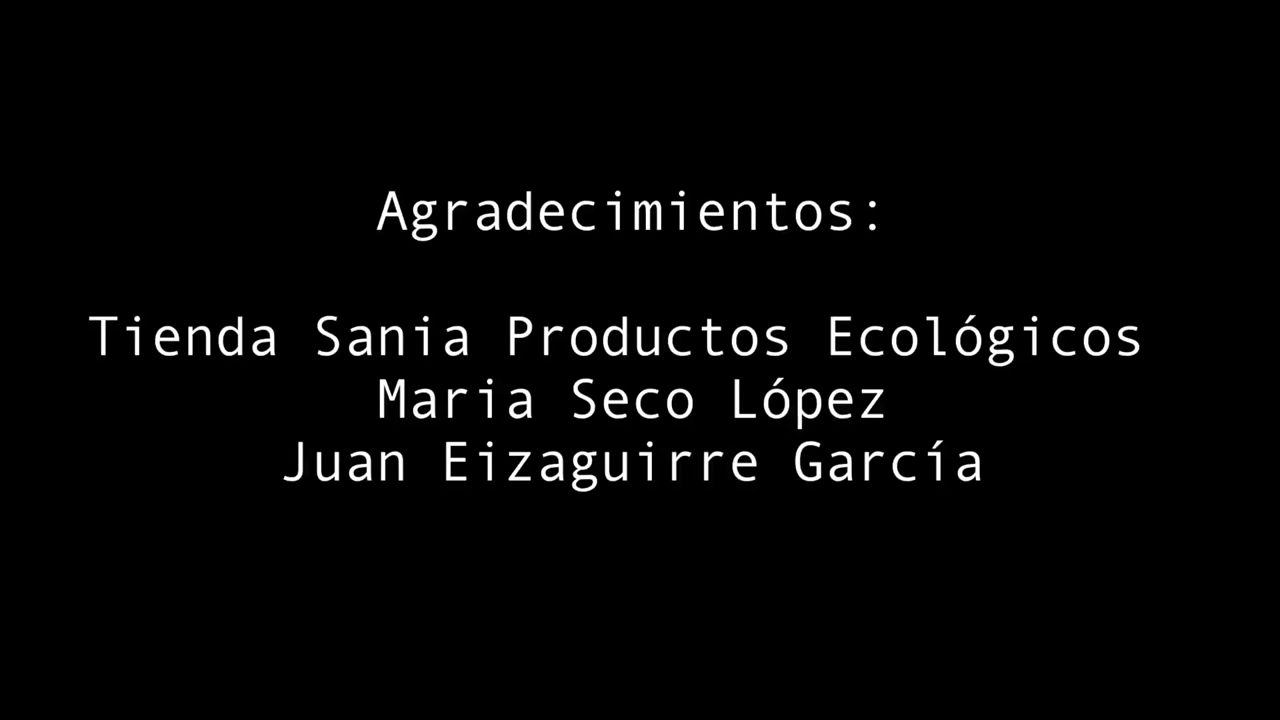 Agradecimientos:
Tienda Sania Productos Ecológicos
Maria Seco López
Juan Eizaguirre García